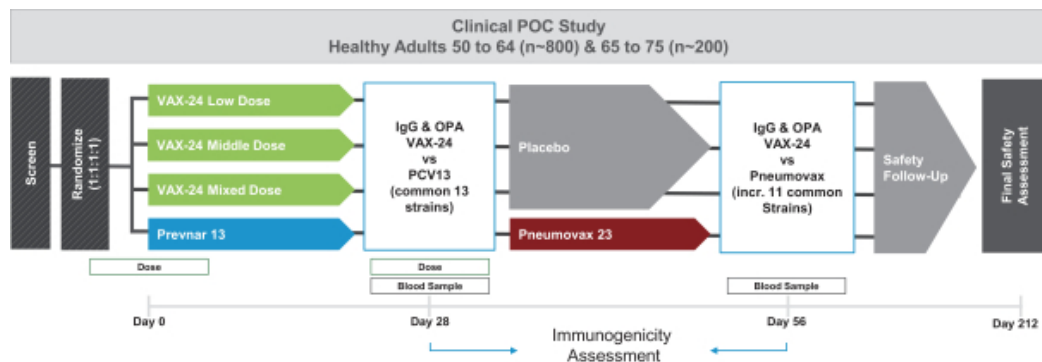 Clinical POC Study
Healthy Adults 50 to 64 (n~800) & 65 to 75 (n~200)
Screen
Randomize
(1:1:1:1)
VAX-24 Low Dose
VAX-24 Middle Dose
VAX-24 Mixed Dose
Prevnar 13
IgG & OPA
VAX-24
vs
PCV13
(common 13
strains)
Placebo
Pneumovax 23
IgG & OPA
VAX-24
vs
Pneumovax
(incr. 11 common
Strains)
Safety
Follow-Up
Final Safety
Assessment
Dose
Dose
Blood Sample
Blood Sample
Day 0
Day 28
Day 56
Day 212
Immunogenicity
Assessment